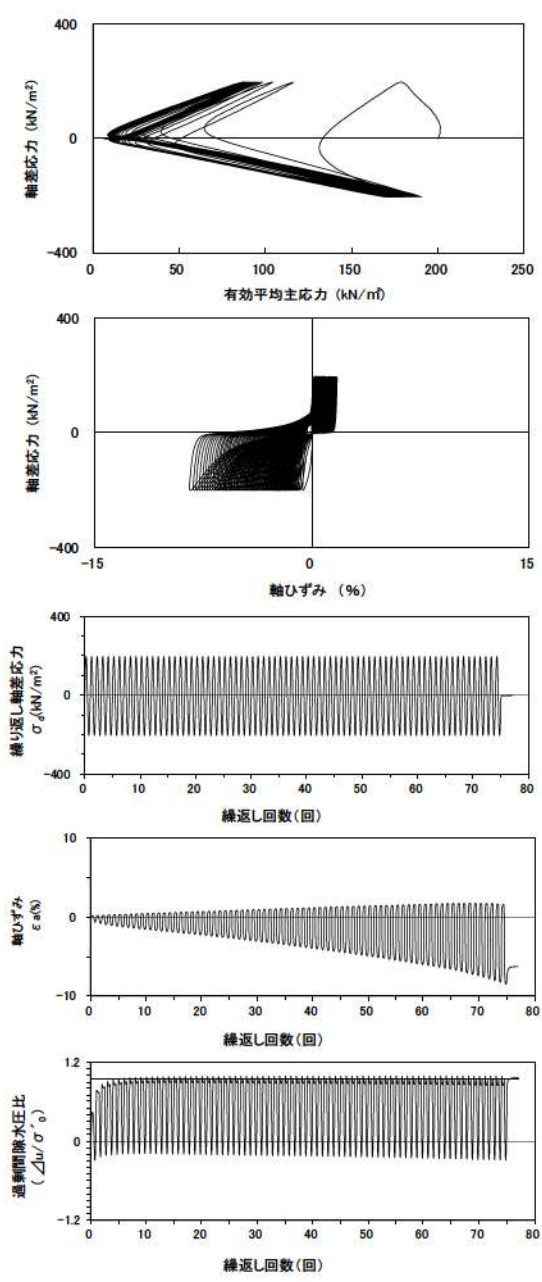 400
0
-400
軸差応力 (kN/m²)
0 50 100 150 200 250
有効平均主応力 (kN/㎡)
400
0
-400
軸差応力 (kN/m²)
-15 0 15
軸ひずみ (%)
400
0
-400
繰り返し軸差応力
σd(kN/m²)
0 10 20 30 40 50 60 70 80
繰返し回数(回)
10
0
-10
軸ひずみ
εa(%)
0 10 20 30 40 50 60 70 80
繰返し回数(回)
1.2
0
-1.2
過剰間隙水圧比
(⊿u/σ´0)
0 10 20 30 40 50 60 70 80
繰返し回数(回)